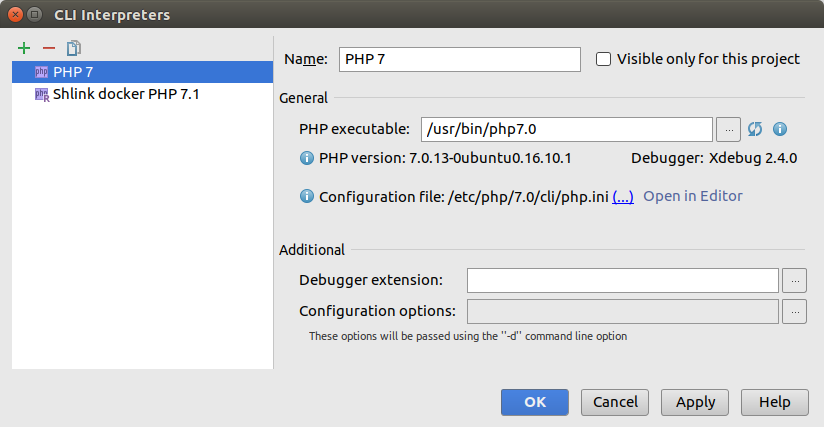 CLI Interpreters
PHP 7
Shlink docker PHP 7.1
Name: PHP 7 Visible only for this project
General
PHP executable: /usr/bin/php7.0 ...
PHP version: 7.0.13-0ubuntu0.16.10.1 Debugger: Xdebug 2.4.0
Configuration file: /etc/php/7.0/cli/php.ini (...) Open in Editor
Additional
Debugger extension: ...
Configuration options: ...
These options will be passed using the "-d" command line option
OK Cancel Apply Help